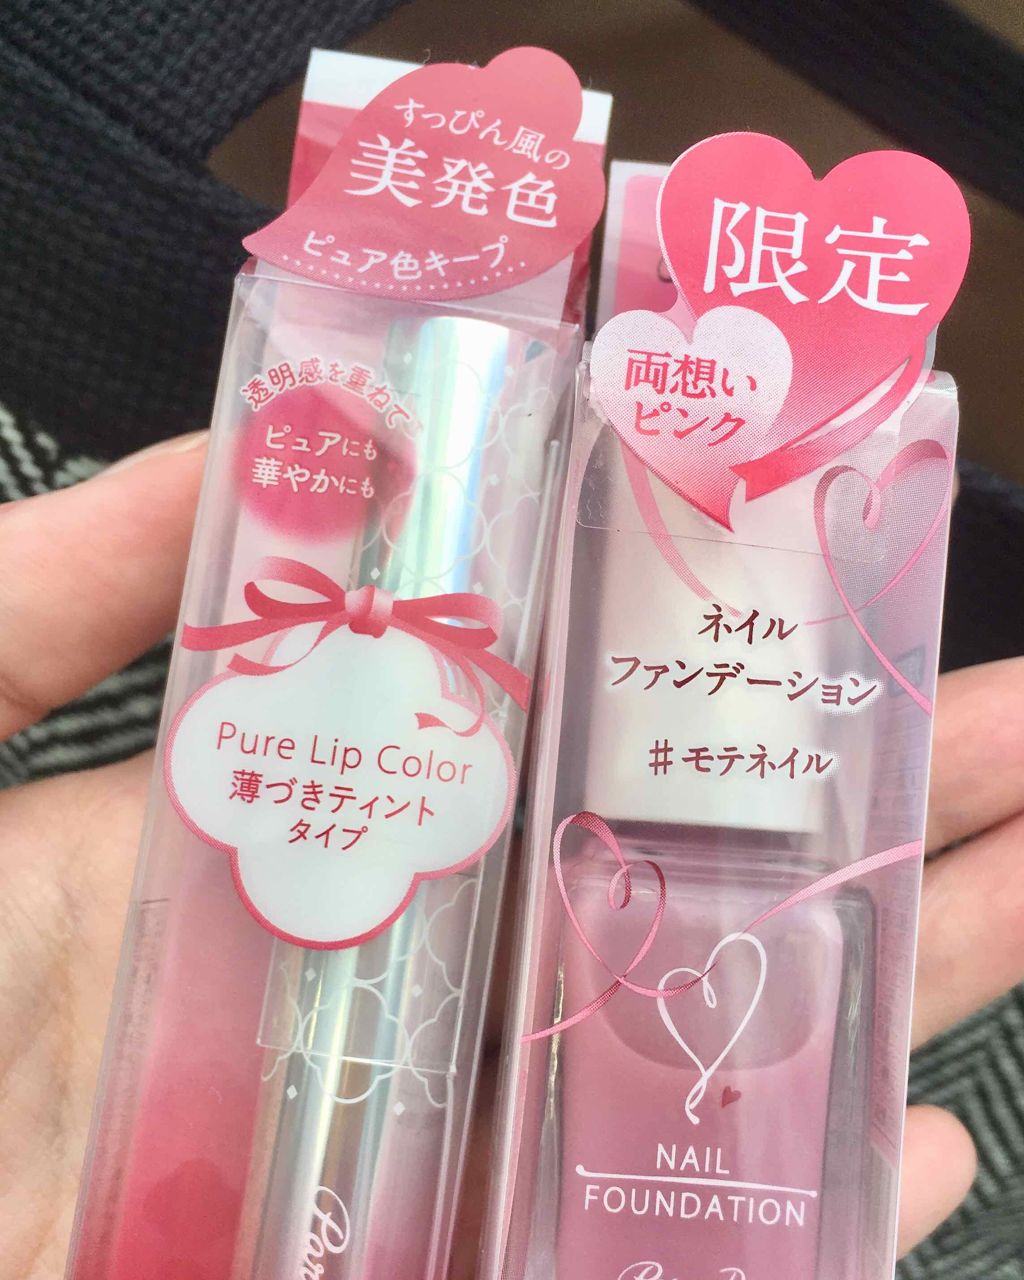 すっぴん風の
美発色
ピュア色キープ
透明感を重ねて
ピュアにも
華やかにも
Pure Lip Color
薄づきティント
タイプ
限定
両想い
ピンク
ネイル
ファンデーション
#モテネイル
NAIL
FOUNDATION